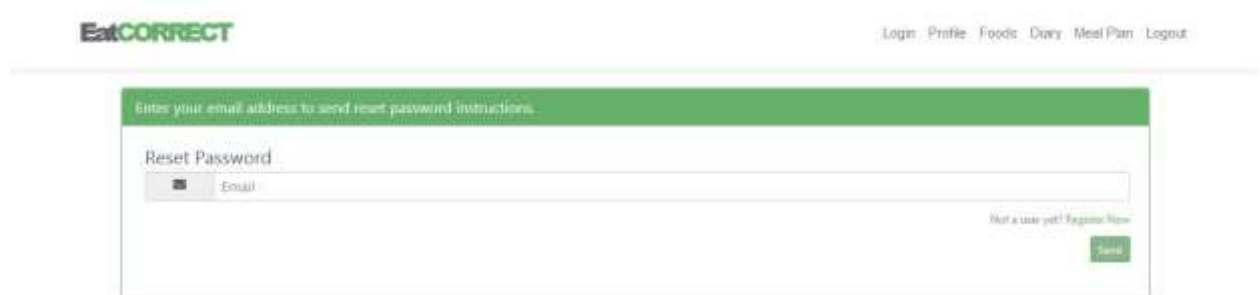 EatCORRECT
Login Profile Foods Diary Meal Plan Logout
Enter your email address to send reset password instructions.
Reset Password
Email
Not a user yet? Register Now
Send